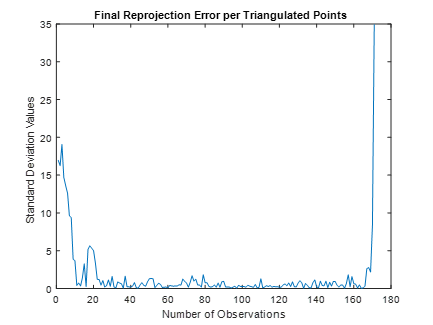 Final Reprojection Error per Triangulated Points
35
30
25
20
15
10
5
0
Standard Deviation Values
0 20 40 60 80 100 120 140 160 180
Number of Observations